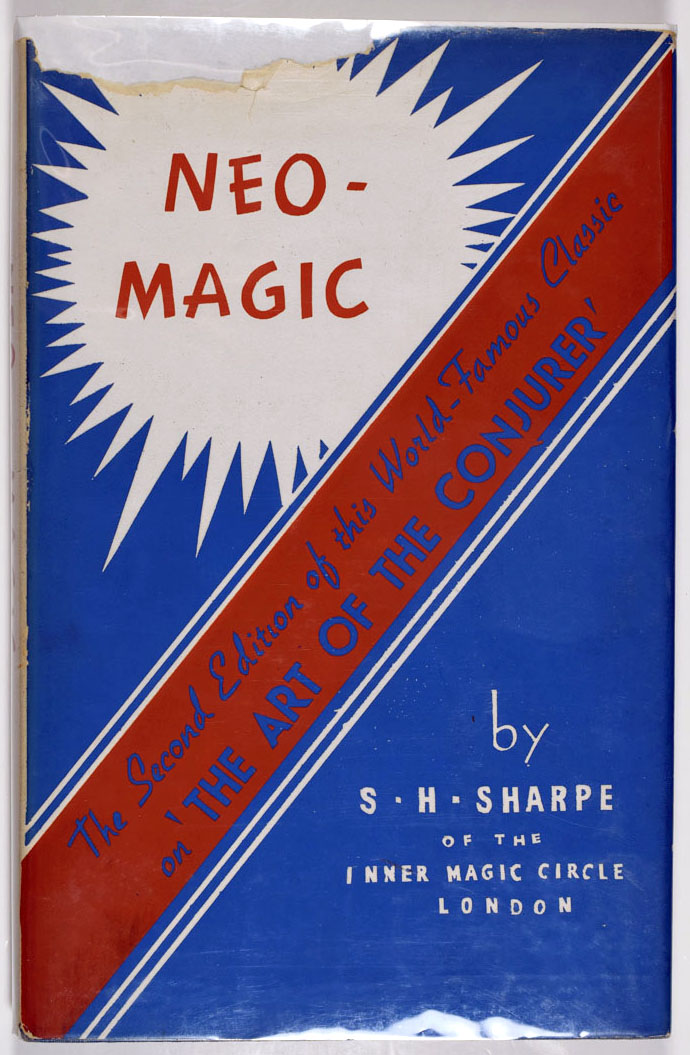 NEO-
MAGIC
The Second Edition of this World-Famous Classic
on 'THE ART OF THE CONJURER'
by
S·H·SHARPE
OF THE
INNER MAGIC CIRCLE
LONDON